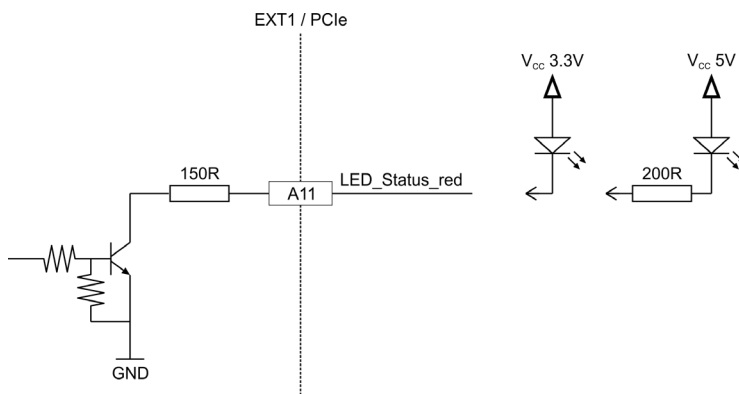 EXT1 / PCIe
Vcc 3.3V
Vcc 5V
150R
A11
LED_Status_red
200R
GND